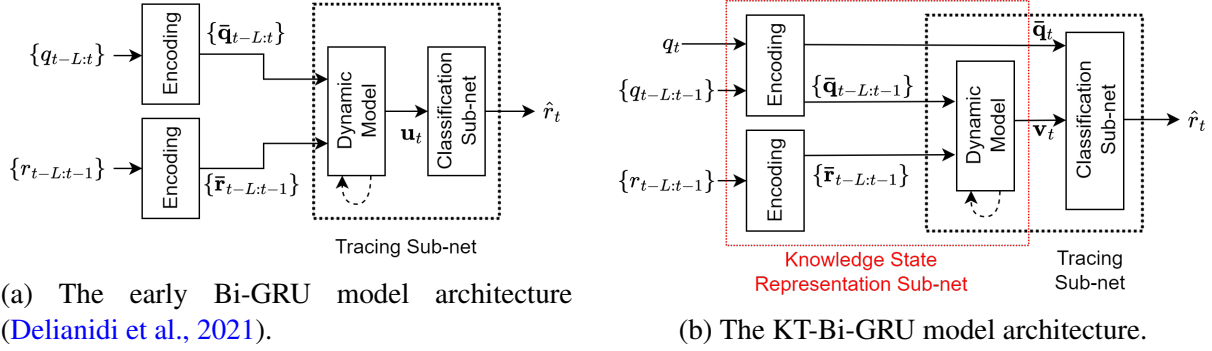 {q_{t−L:t}}
Encoding
{q̄_{t−L:t}}
{r_{t−L:t−1}}
Encoding
{r̄_{t−L:t−1}}
Dynamic
Model
u_t
Classification
Sub-net
r̂_t
Tracing Sub-net
(a) The early Bi-GRU model architecture
(Delianidi et al., 2021).
q_t
{q_{t−L:t−1}}
Encoding
q̄_t
{q̄_{t−L:t−1}}
{r_{t−L:t−1}}
Encoding
{r̄_{t−L:t−1}}
Dynamic
Model
v_t
Classification
Sub-net
r̂_t
Knowledge State
Representation Sub-net
Tracing
Sub-net
(b) The KT-Bi-GRU model architecture.